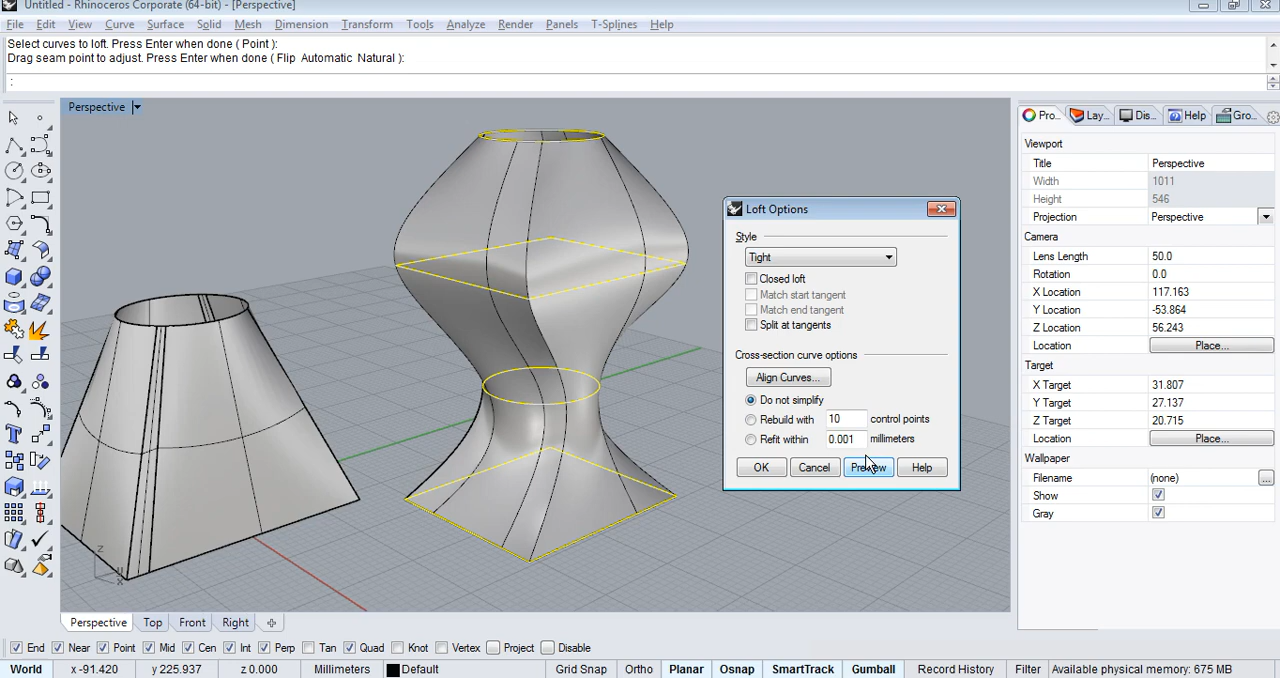 Untitled - Rhinoceros Corporate (64-bit) - [Perspective]
File Edit View Curve Surface Solid Mesh Dimension Transform Tools Analyze Render Panels T-Splines Help
Select curves to loft. Press Enter when done ( Point ):
Drag seam point to adjust. Press Enter when done ( Flip Automatic Natural ):
:
Perspective
Pro... Lay... Dis... Help Gro...
Viewport
Title Perspective
Width 1011
Height 546
Projection Perspective
Camera
Lens Length 50.0
Rotation 0.0
X Location 117.163
Y Location -53.864
Z Location 56.243
Location Place...
Target
X Target 31.807
Y Target 27.137
Z Target 20.715
Location Place...
Wallpaper
Filename (none) ...
Show
Gray
Loft Options
Style
Tight
Closed loft
Match start tangent
Match end tangent
Split at tangents
Cross-section curve options
Align Curves...
Do not simplify
Rebuild with 10 control points
Refit within 0.001 millimeters
OK Cancel Preview Help
z
y
x
Perspective Top Front Right
End Near Point Mid Cen Int Perp Tan Quad Knot Vertex Project Disable
World x -91.420 y 225.937 z 0.000 Millimeters Default Grid Snap Ortho Planar Osnap SmartTrack Gumball Record History Filter Available physical memory: 675 MB